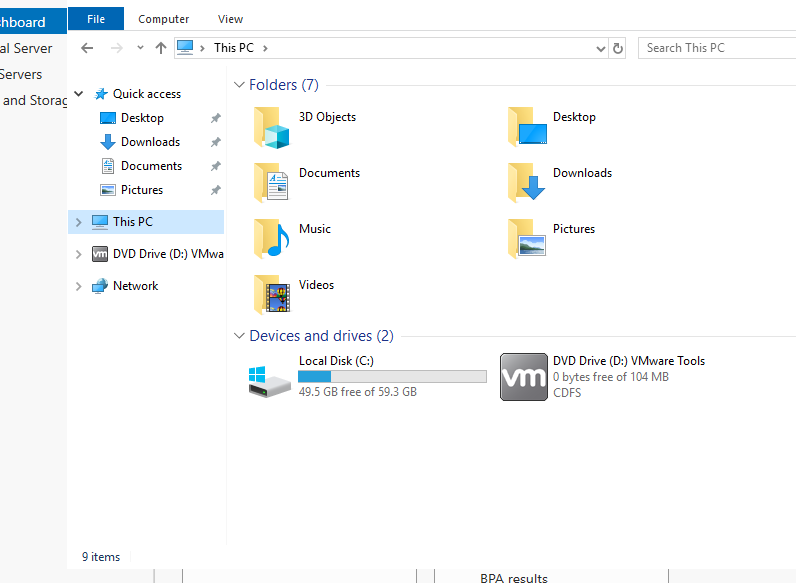 shboard
File
Computer
View
al Server
This PC
Search This PC
Servers
and Storag
Quick access
Desktop
Downloads
Documents
Pictures
This PC
DVD Drive (D:) VMwa
Network
Folders (7)
3D Objects
Desktop
Documents
Downloads
Music
Pictures
Videos
Devices and drives (2)
Local Disk (C:)
49.5 GB free of 59.3 GB
vm
DVD Drive (D:) VMware Tools
0 bytes free of 104 MB
CDFS
9 items
BPA results